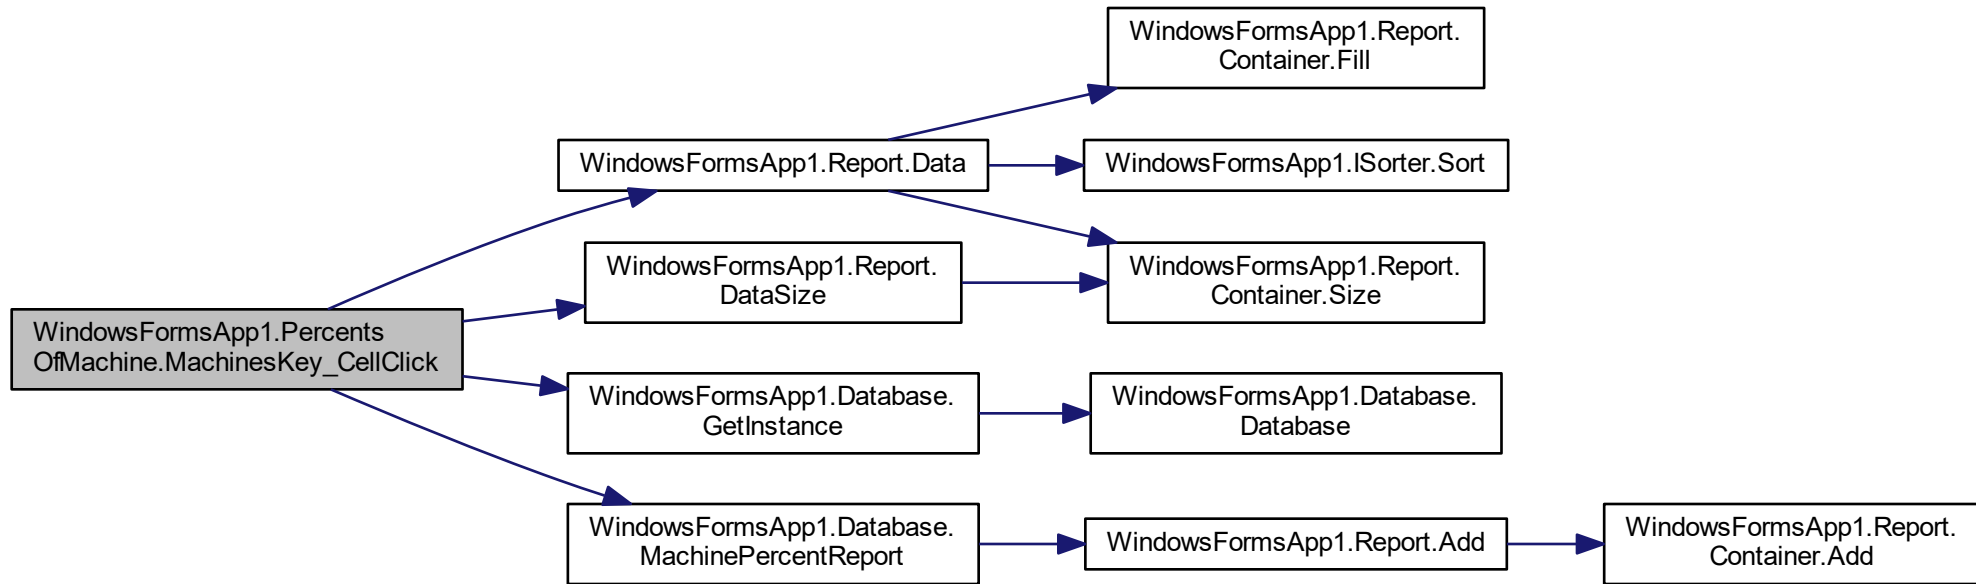 WindowsFormsApp1.Report.
Container.Fill
WindowsFormsApp1.Report.Data
WindowsFormsApp1.ISorter.Sort
WindowsFormsApp1.Report.
DataSize
WindowsFormsApp1.Report.
Container.Size
WindowsFormsApp1.Percents
OfMachine.MachinesKey_CellClick
WindowsFormsApp1.Database.
GetInstance
WindowsFormsApp1.Database.
Database
WindowsFormsApp1.Database.
MachinePercentReport
WindowsFormsApp1.Report.Add
WindowsFormsApp1.Report.
Container.Add